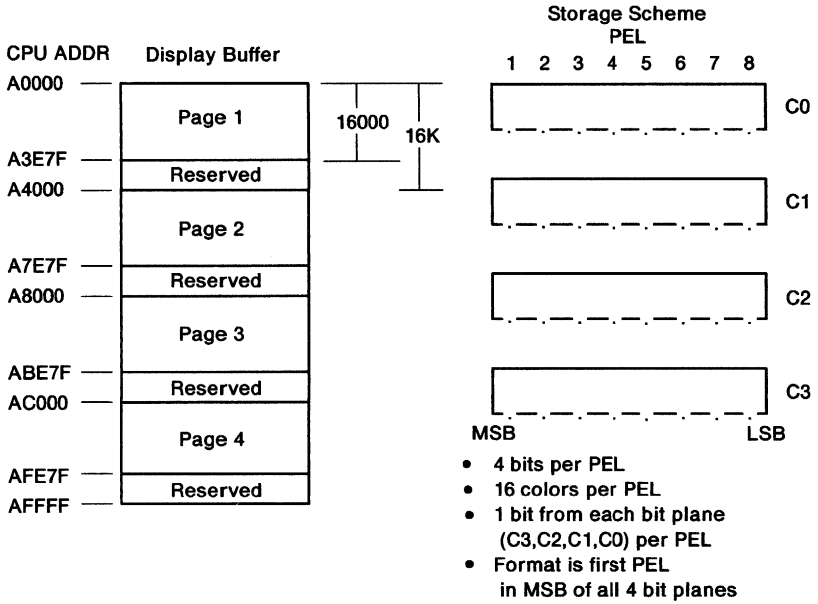 CPU ADDR Display Buffer
A0000
Page 1
16000
16K
A3E7F
Reserved
A4000
Page 2
A7E7F
Reserved
A8000
Page 3
ABE7F
Reserved
AC000
Page 4
AFE7F
Reserved
AFFFF
Storage Scheme
PEL
1 2 3 4 5 6 7 8
C0
C1
C2
C3
MSB LSB
• 4 bits per PEL
• 16 colors per PEL
• 1 bit from each bit plane
(C3,C2,C1,C0) per PEL
• Format is first PEL
in MSB of all 4 bit planes